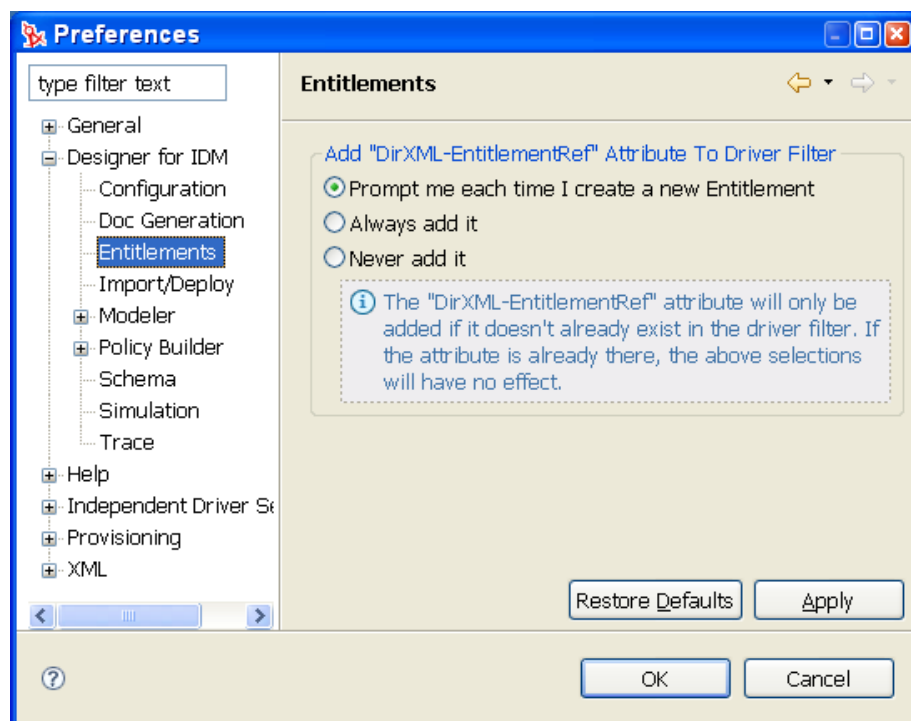 Preferences
type filter text
General
Designer for IDM
Configuration
Doc Generation
Entitlements
Import/Deploy
Modeler
Policy Builder
Schema
Simulation
Trace
Help
Independent Driver Se
Provisioning
XML
Entitlements
Add "DirXML-EntitlementRef" Attribute To Driver Filter
Prompt me each time I create a new Entitlement
Always add it
Never add it
The "DirXML-EntitlementRef" attribute will only be
added if it doesn't already exist in the driver filter. If
the attribute is already there, the above selections
will have no effect.
Restore Defaults
Apply
OK
Cancel